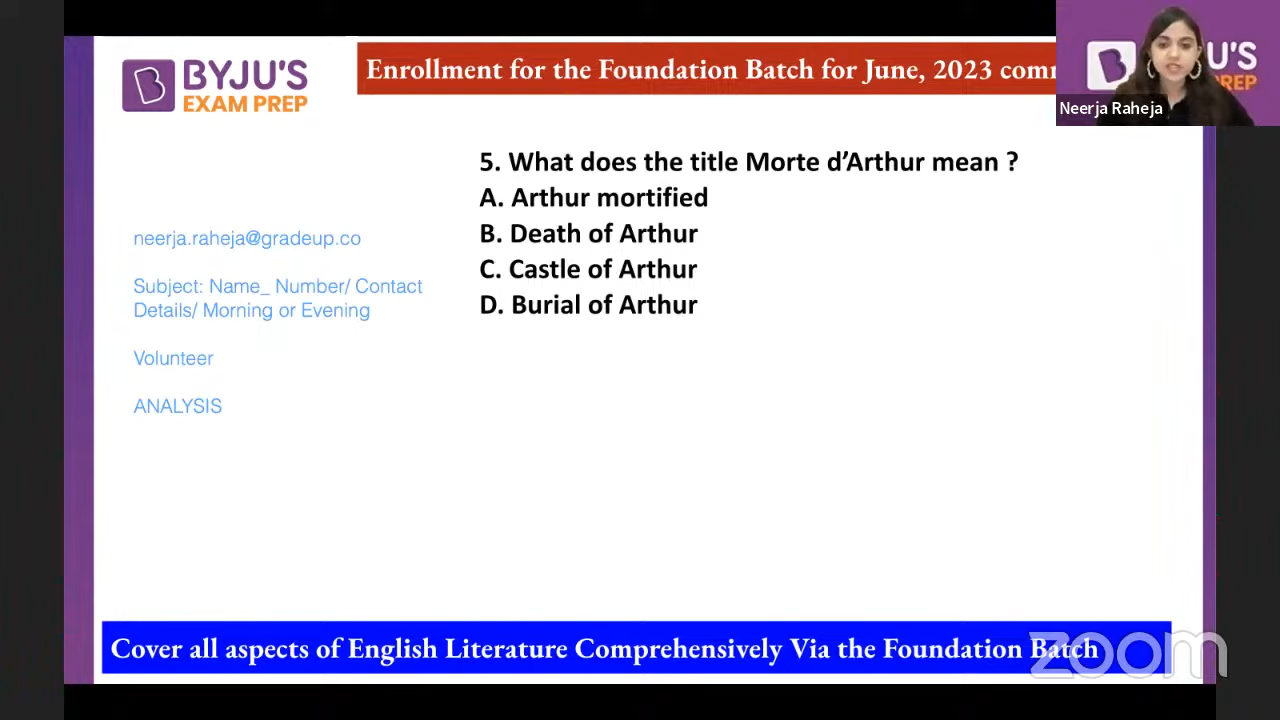 BYJU'S
EXAM PREP
Enrollment for the Foundation Batch for June, 2023
YJU'S
PREP
Neerja Raheja
5. What does the title Morte d’Arthur mean ?
A. Arthur mortified
B. Death of Arthur
C. Castle of Arthur
D. Burial of Arthur
neerja.raheja@gradeup.co
Subject: Name_ Number/ Contact
Details/ Morning or Evening
Volunteer
ANALYSIS
Cover all aspects of English Literature Comprehensively Via the Foundation Batch
zoom